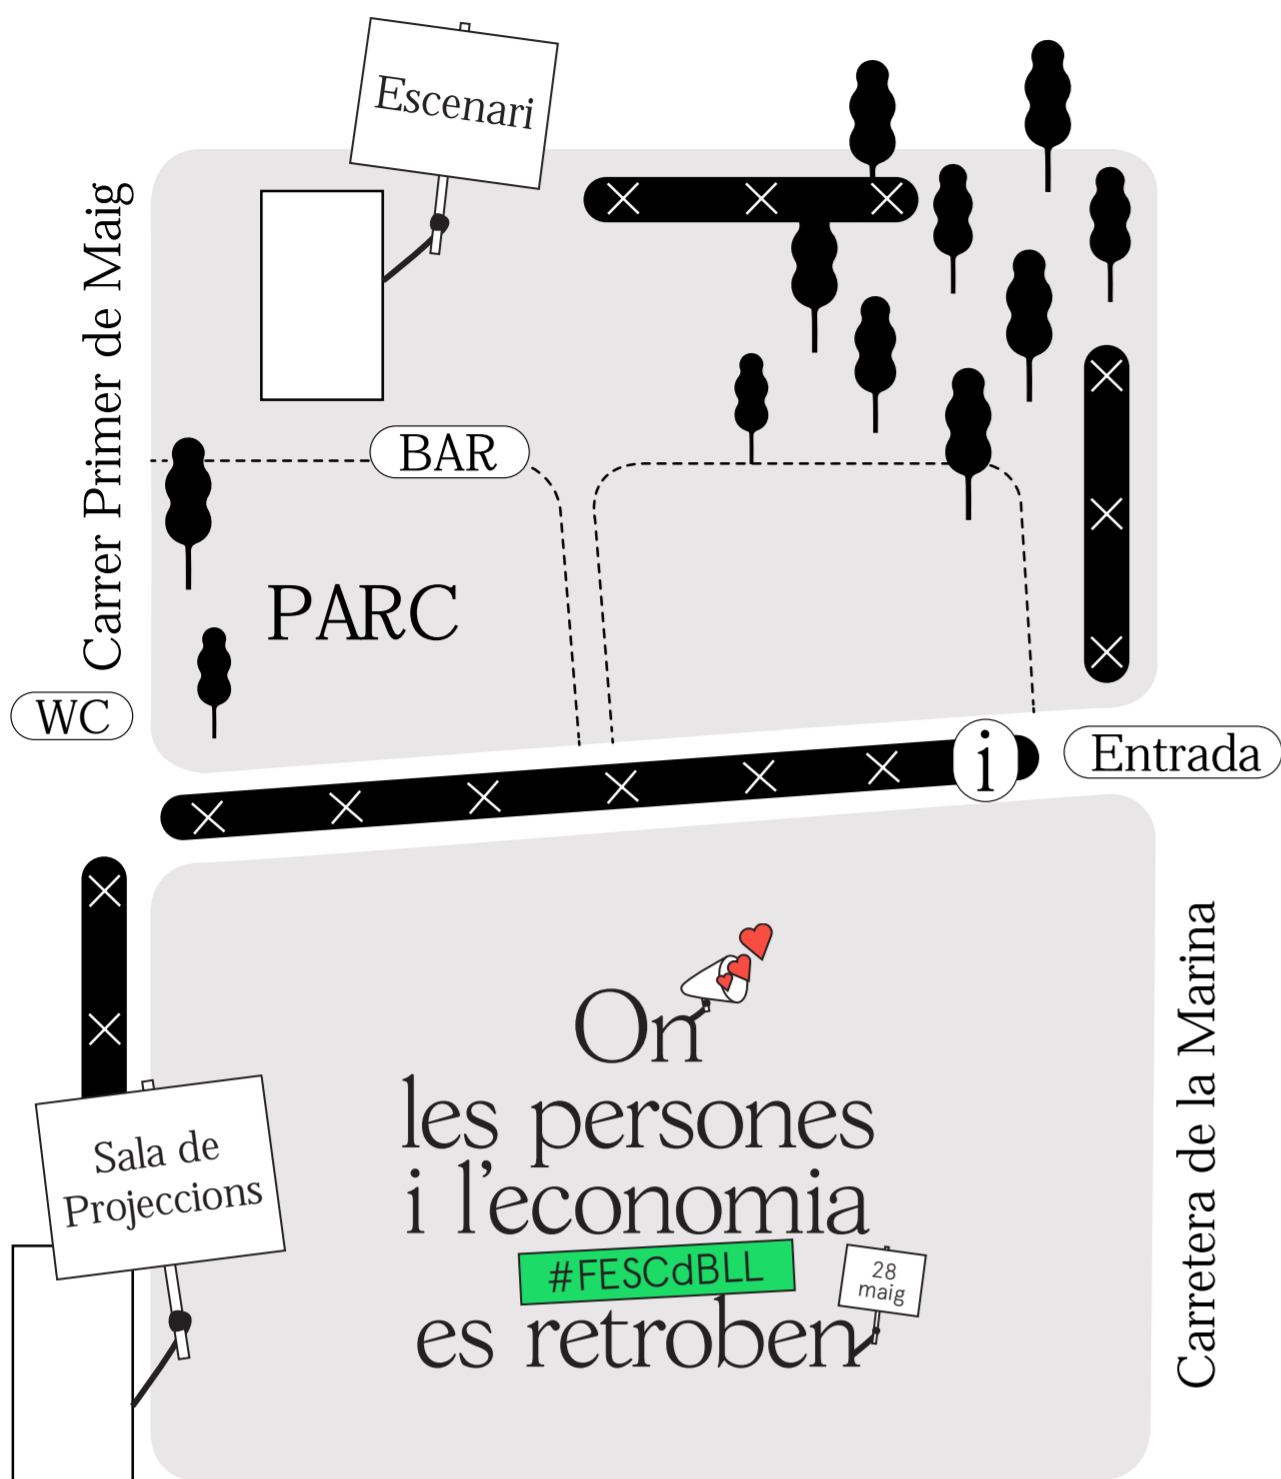 Escenari
Carrer Primer de Maig
BAR
PARC
WC
i
Entrada
On
les persones
i l’economia
#FESCdBLL
28
maig
es retroben
Sala de
Projeccions
Carretera de la Marina